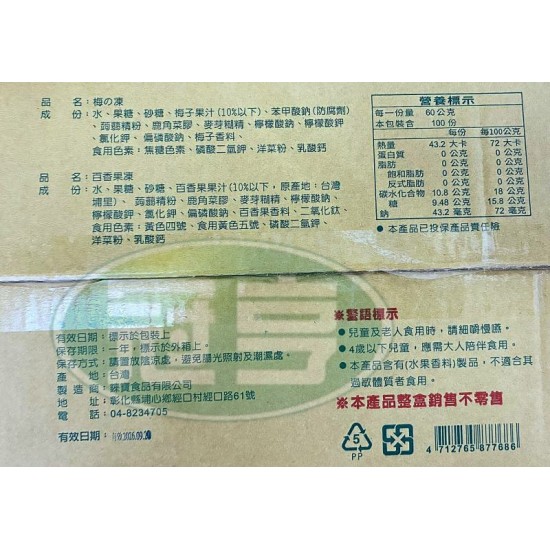 品　名：梅の凍
成　份：水、果糖、砂糖、梅子果汁(10%以下)、苯甲酸鈉(防腐劑)
、蒟蒻精粉、鹿角菜膠、麥芽糊精、檸檬酸鈉、檸檬酸鉀
、氯化鉀、偏磷酸鈉、梅子香料、
食用色素：焦糖色素、磷酸二氫鉀、洋菜粉、乳酸鈣
品　名：百香果凍
成　份：水、果糖、砂糖、百香果果汁(10%以下，原產地：台灣
埔里)、蒟蒻精粉、鹿角菜膠、麥芽糊精、檸檬酸鈉、
檸檬酸鉀、氯化鉀、偏磷酸鈉、百香果香料、二氧化鈦、
食用色素：黃色四號、食用黃色五號、磷酸二氫鉀、
洋菜粉、乳酸鈣
營養標示
每一份量 60公克
本包裝含 100份
每份 每100公克
熱量 43.2 大卡 72 大卡
蛋白質 0 公克 0 公克
脂肪 0 公克 0 公克
飽和脂肪 0 公克 0 公克
反式脂肪 0 公克 0 公克
碳水化合物 10.8 公克 18 公克
糖 9.48 公克 15.8 公克
鈉 43.2 毫克 72 毫克
●本產品已投保產品責任險
有效日期：標示於包裝上
保存期限：一年，標示於外箱上。
保存方式：請置放陰涼處，避免陽光照射及潮濕處。
產　地：台灣
製造商：臻寶食品有限公司
地　址：彰化縣埔心鄉經口村經口路61號
電　話：04-8234705
有效日期：有效2026.09.20
※警語標示
●兒童及老人食用時，請細嚼慢嚥。
●4歲以下兒童，應需大人陪伴食用。
●本產品含有(水果香料)製品，不適合其
過敏體質者食用。
※本產品整盒銷售不零售
5
PP
4 712765 877686